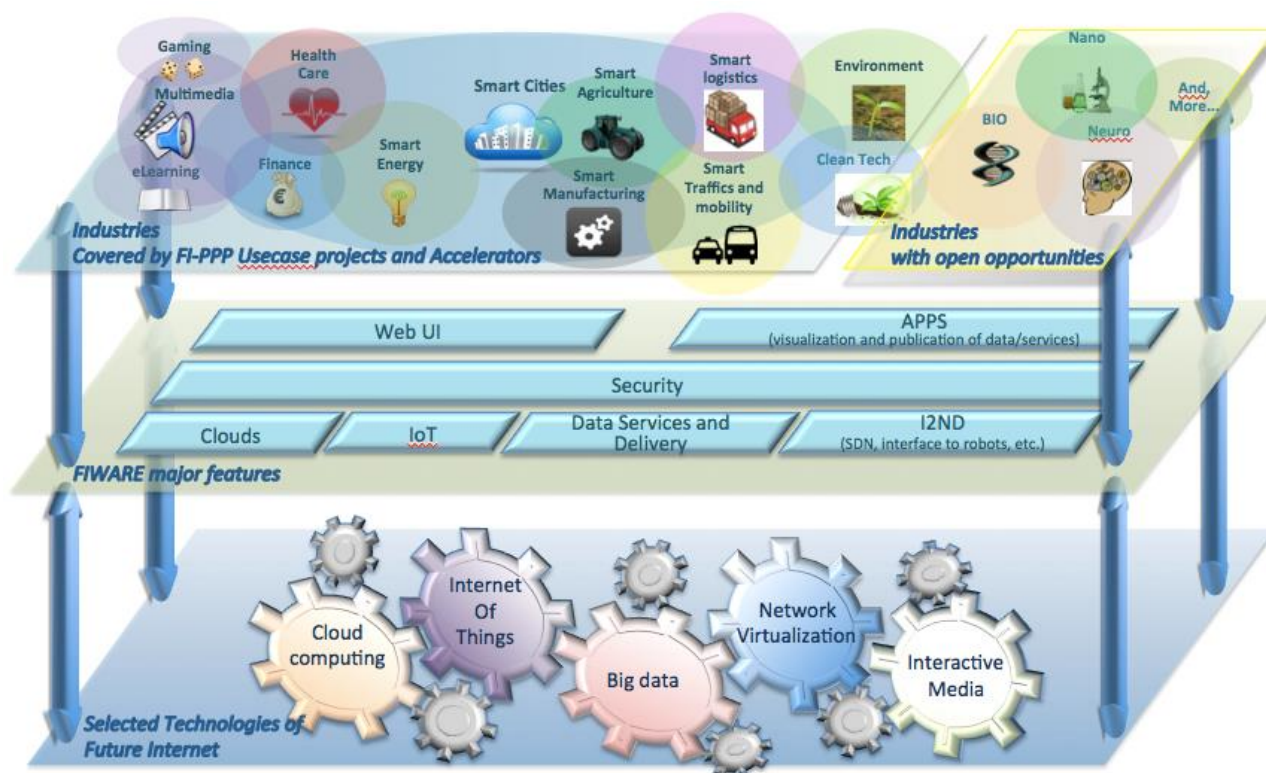 Gaming
Multimedia
eLearning
Health
Care
Finance
Smart
Energy
Smart Cities
Smart
Agriculture
Smart
Manufacturing
Smart
logistics
Smart
Traffics and
mobility
Environment
Clean Tech
Industries
Covered by FI-PPP Usecase projects and Accelerators
Nano
BIO
Neuro
And,
More...
Industries
with open opportunities
Web UI
APPS
(visualization and publication of data/services)
Security
Clouds
IoT
Data Services and
Delivery
I2ND
(SDN, interface to robots, etc.)
FIWARE major features
Cloud
computing
Internet
Of
Things
Big data
Network
Virtualization
Interactive
Media
Selected Technologies of
Future Internet